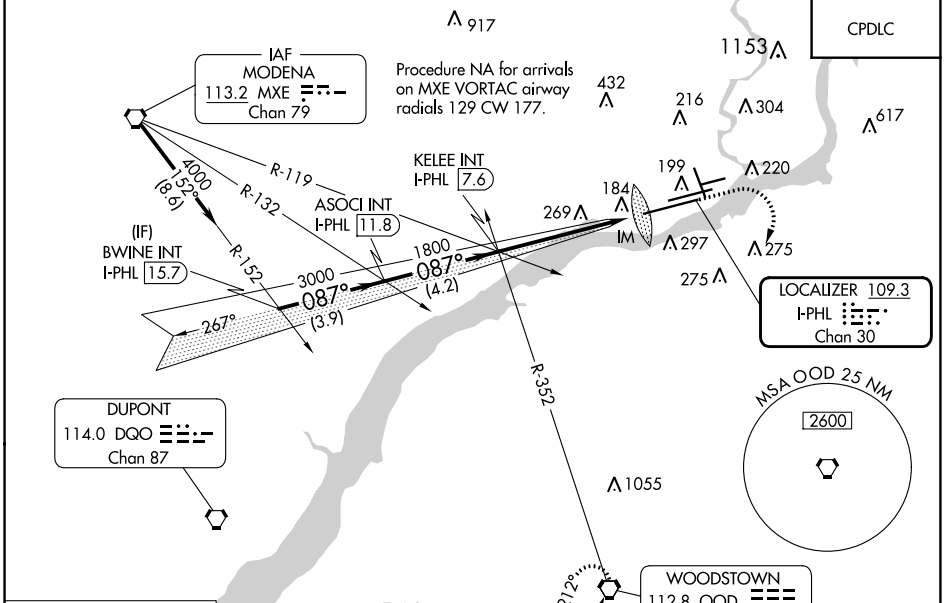 917
CPDLC
1153
IAF
MODENA
113.2 MXE
Chan 79
Procedure NA for arrivals
on MXE VORTAC airway
radials 129 CW 177.
432
216
304
617
4000
152°
(8.6)
R-119
R-132
R-152
KELEE INT
I-PHL 7.6
199
220
184
ASOCI INT
I-PHL 11.8
269
IM
297
275
275
(IF)
BWINE INT
I-PHL 15.7
3000
087°
(3.9)
1800
087°
(4.2)
267°
LOCALIZER 109.3
I-PHL
Chan 30
R-352
MSA OOD 25 NM
2600
DUPONT
114.0 DQO
Chan 87
1055
212°
WOODSTOWN
112.8 OOD